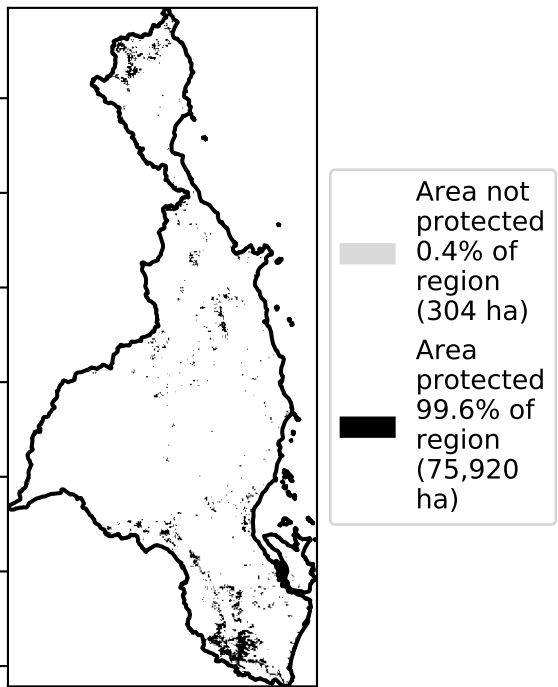 Area not
protected
0.4% of
region
(304 ha)
Area
protected
99.6% of
region
(75,920
ha)